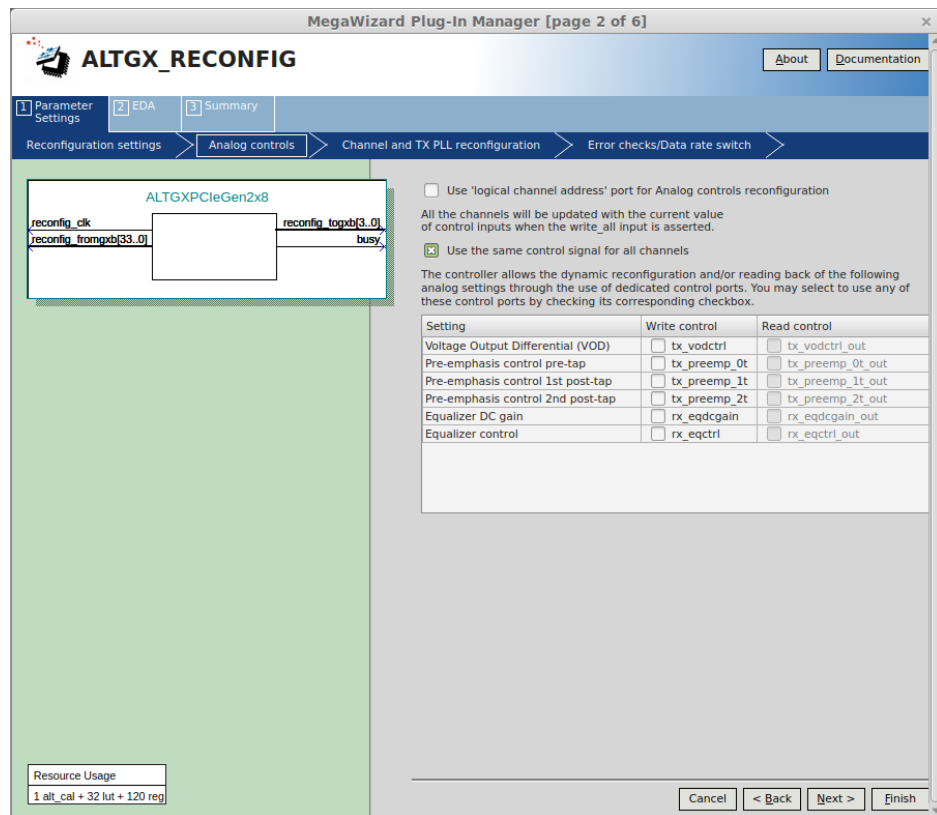 MegaWizard Plug-In Manager [page 2 of 6]
ALTGX_RECONFIG
About
Documentation
1 Parameter Settings
2 EDA
3 Summary
Reconfiguration settings
Analog controls
Channel and TX PLL reconfiguration
Error checks/Data rate switch
ALTGXPCIeGen2x8
reconfig_clk
reconfig_togxb[3..0]
reconfig_fromgxb[33..0]
busy
Use 'logical channel address' port for Analog controls reconfiguration
All the channels will be updated with the current value
of control inputs when the write_all input is asserted.
Use the same control signal for all channels
The controller allows the dynamic reconfiguration and/or reading back of the following
analog settings through the use of dedicated control ports. You may select to use any of
these control ports by checking its corresponding checkbox.
Setting Write control Read control
Voltage Output Differential (VOD) tx_vodctrl tx_vodctrl_out
Pre-emphasis control pre-tap tx_preemp_0t tx_preemp_0t_out
Pre-emphasis control 1st post-tap tx_preemp_1t tx_preemp_1t_out
Pre-emphasis control 2nd post-tap tx_preemp_2t tx_preemp_2t_out
Equalizer DC gain rx_eqdcgain rx_eqdcgain_out
Equalizer control rx_eqctrl rx_eqctrl_out
Resource Usage
1 alt_cal + 32 lut + 120 reg
Cancel
< Back
Next >
Finish